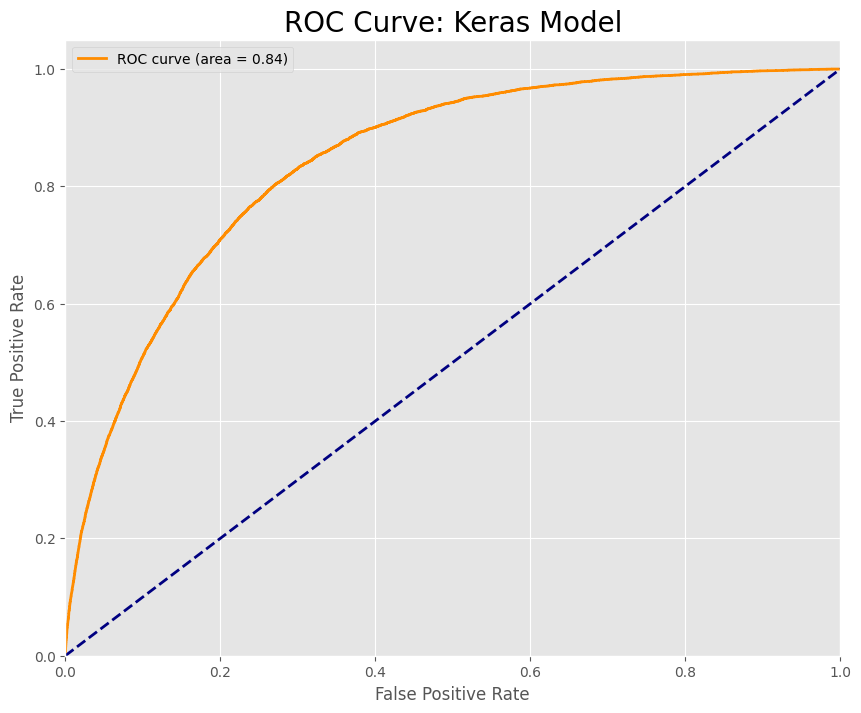 ROC Curve: Keras Model
ROC curve (area = 0.84)
1.0
0.8
0.6
0.4
0.2
0.0
True Positive Rate
0.0 0.2 0.4 0.6 0.8 1.0
False Positive Rate